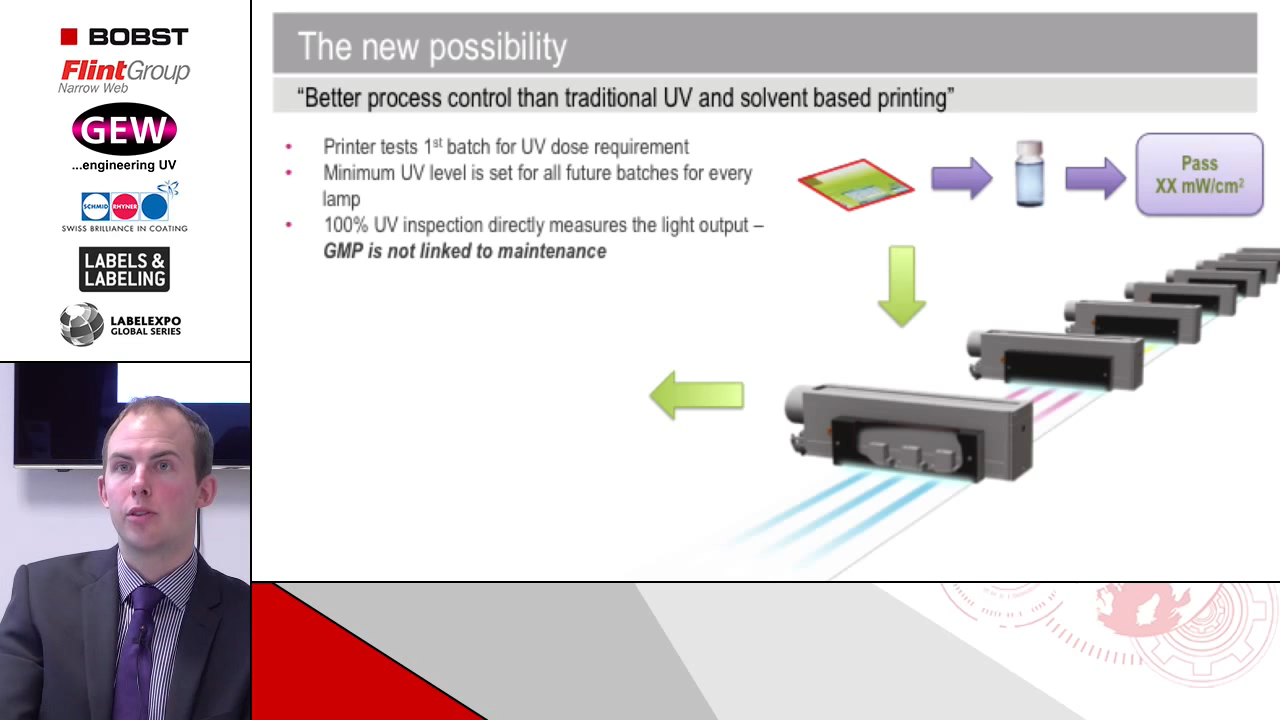 BOBST
FlintGroup
Narrow Web
GEW
...engineering UV
SCHMID RHYNER
SWISS BRILLIANCE IN COATING
LABELS &
LABELING
LABELEXPO
GLOBAL SERIES
The new possibility
“Better process control than traditional UV and solvent based printing”
• Printer tests 1st batch for UV dose requirement
• Minimum UV level is set for all future batches for every
lamp
• 100% UV inspection directly measures the light output –
GMP is not linked to maintenance
Pass
XX mW/cm²